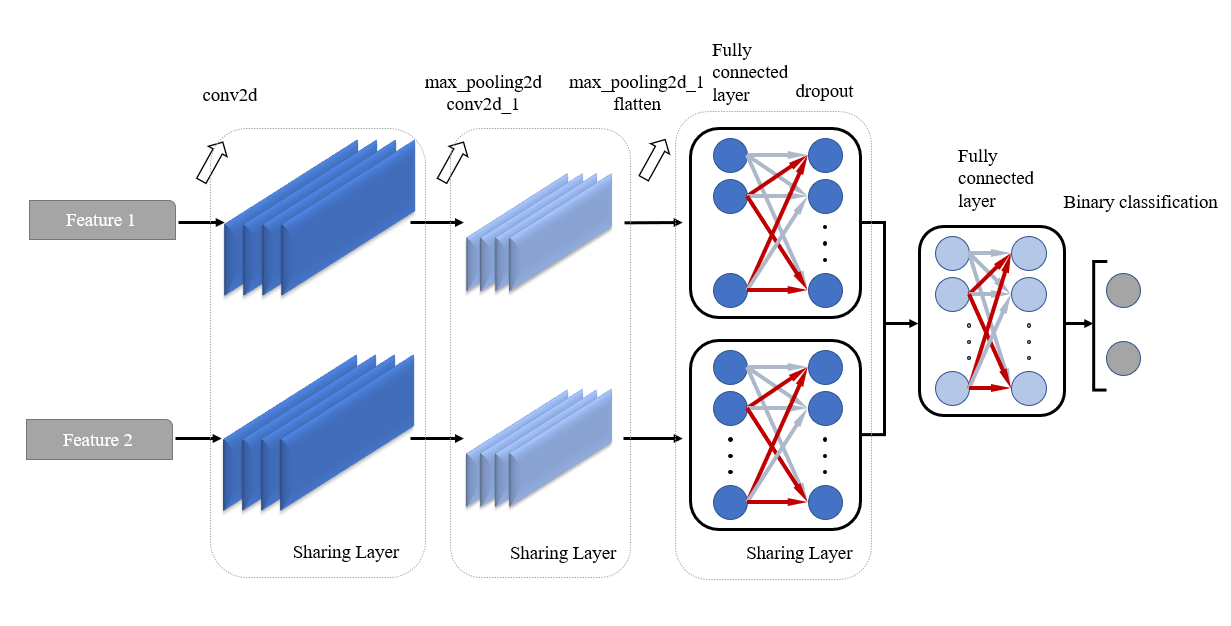 Fully
connected
layer
dropout
max_pooling2d
conv2d_1
max_pooling2d_1
flatten
conv2d
Fully
connected
layer
Binary classification
Feature 1
Feature 2
Sharing Layer
Sharing Layer
Sharing Layer